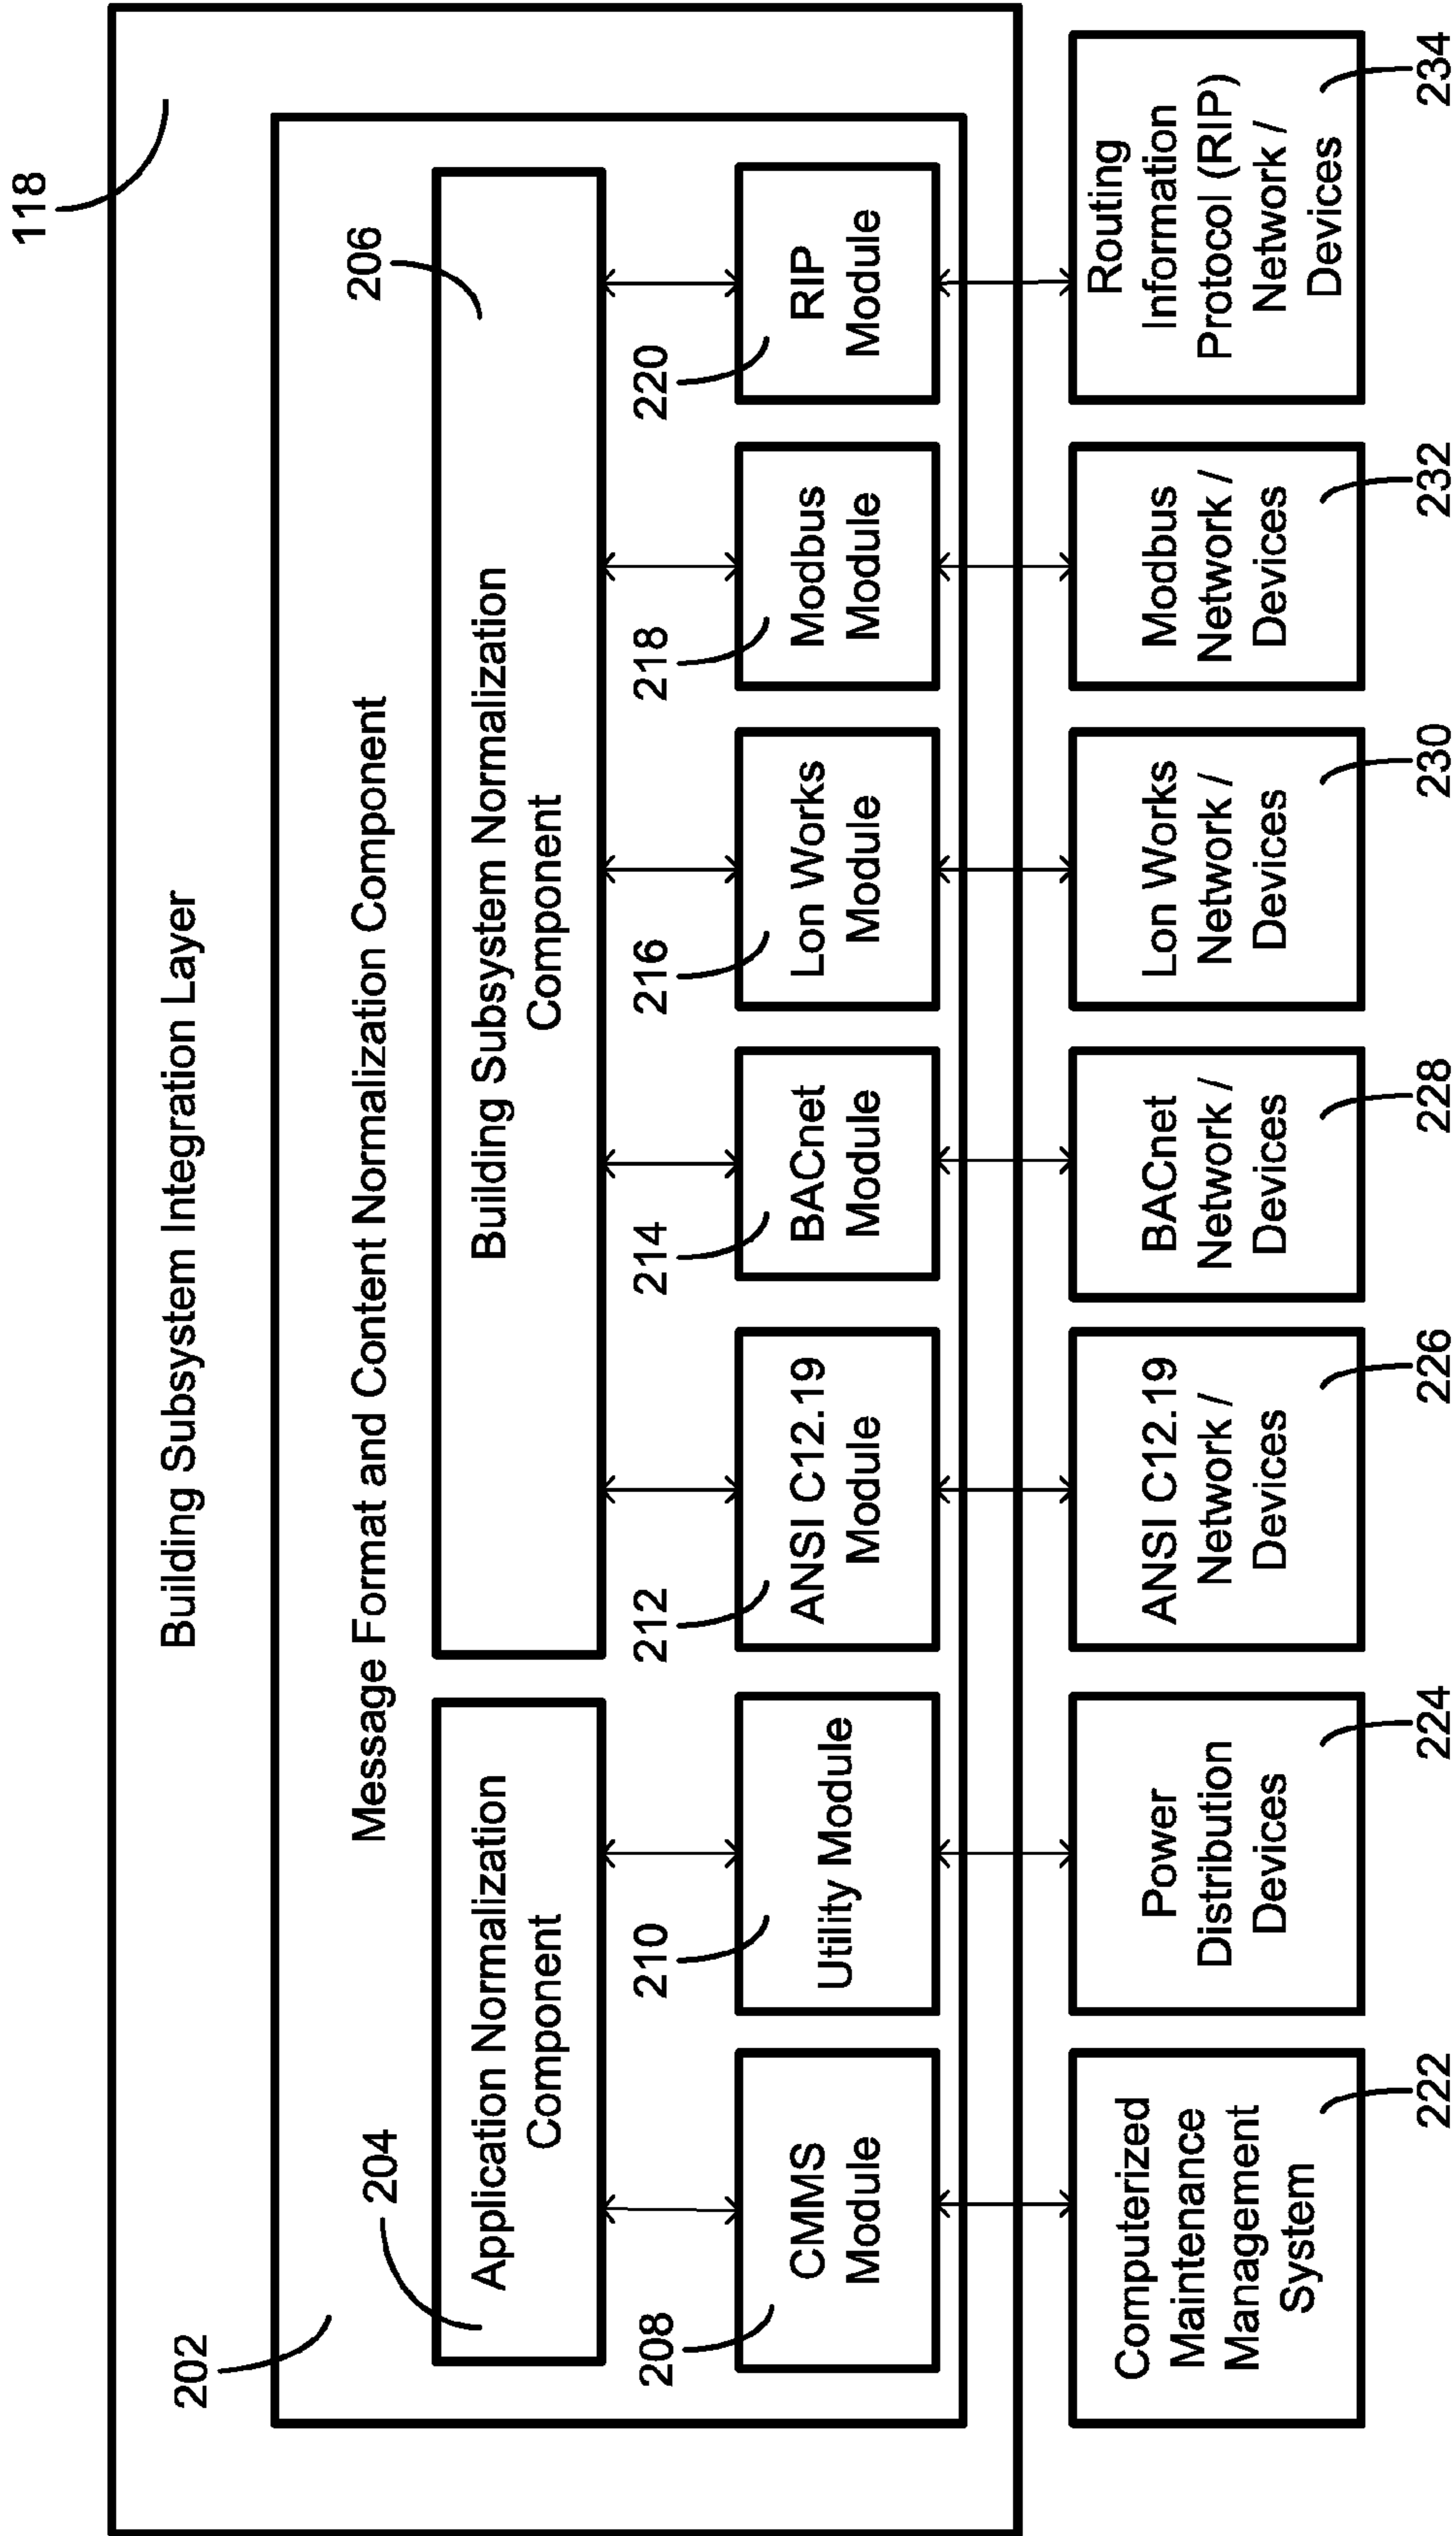 118
Building Subsystem Integration Layer
202
Message Format and Content Normalization Component
204
Application Normalization
Component
206
Building Subsystem Normalization
Component
208
CMMS
Module
210
Utility Module
212
ANSI C12.19
Module
214
BACnet
Module
216
Lon Works
Module
218
Modbus
Module
220
RIP
Module
Computerized
Maintenance
Management
System
222
Power
Distribution
Devices
224
ANSI C12.19
Network /
Devices
226
BACnet
Network /
Devices
228
Lon Works
Network /
Devices
230
Modbus
Network /
Devices
232
Routing
Information
Protocol (RIP)
Network /
Devices
234